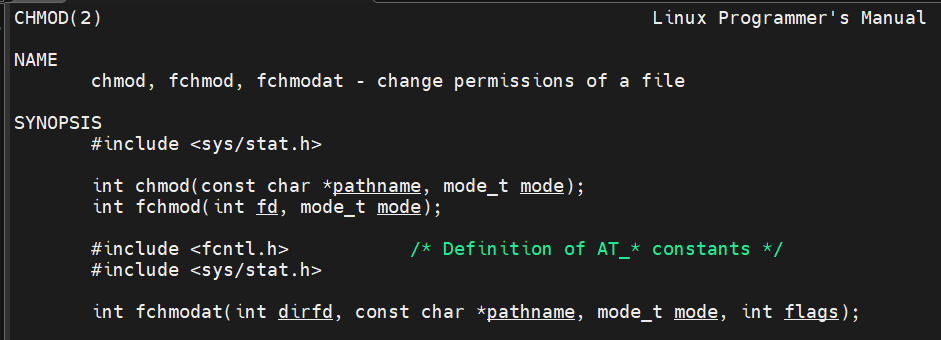 CHMOD(2) Linux Programmer's Manual
NAME
chmod, fchmod, fchmodat - change permissions of a file
SYNOPSIS
#include <sys/stat.h>
int chmod(const char *pathname, mode_t mode);
int fchmod(int fd, mode_t mode);
#include <fcntl.h> /* Definition of AT_* constants */
#include <sys/stat.h>
int fchmodat(int dirfd, const char *pathname, mode_t mode, int flags);